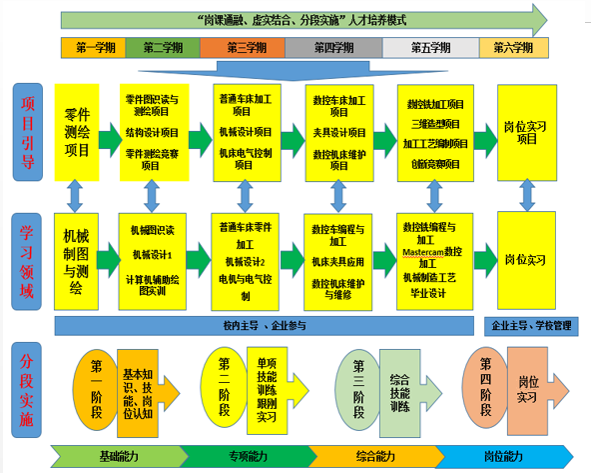 “岗课通融、虚实结合、分段实施”人才培养模式
第一学期
第二学期
第三学期
第四学期
第五学期
第六学期
项目引导
零件
测绘
项目
零件图识读与
测绘项目
结构设计项目
零件测绘竞赛
项目
普通车床加工
项目
机械设计项目
机床电气控制
项目
数控车床加工
项目
夹具设计项目
数控机床维护
项目
数控铣加工项目
三维造型项目
加工工艺编制项目
创新竞赛项目
岗位实习
项目
学习领域
机械
制图
与测
绘
机械图识读
机械设计1
计算机辅助绘
图实训
普通车床零件
加工
机械设计2
电机与电气控
制
数控车编程与
加工
机床夹具应用
数控机床维护
与维修
数控铣编程与
加工
Mastercam数控
加工
机械制造工艺
毕业设计
岗位实习
校内主导、企业参与
企业主导、学校管理
分段实施
第一阶段
基本知
识、技
能、岗
位认知
第二阶段
单项
技能
训练
跟刚
实习
第三阶段
综合
技能
训练
第四阶段
岗位
实习
基础能力
专项能力
综合能力
岗位能力